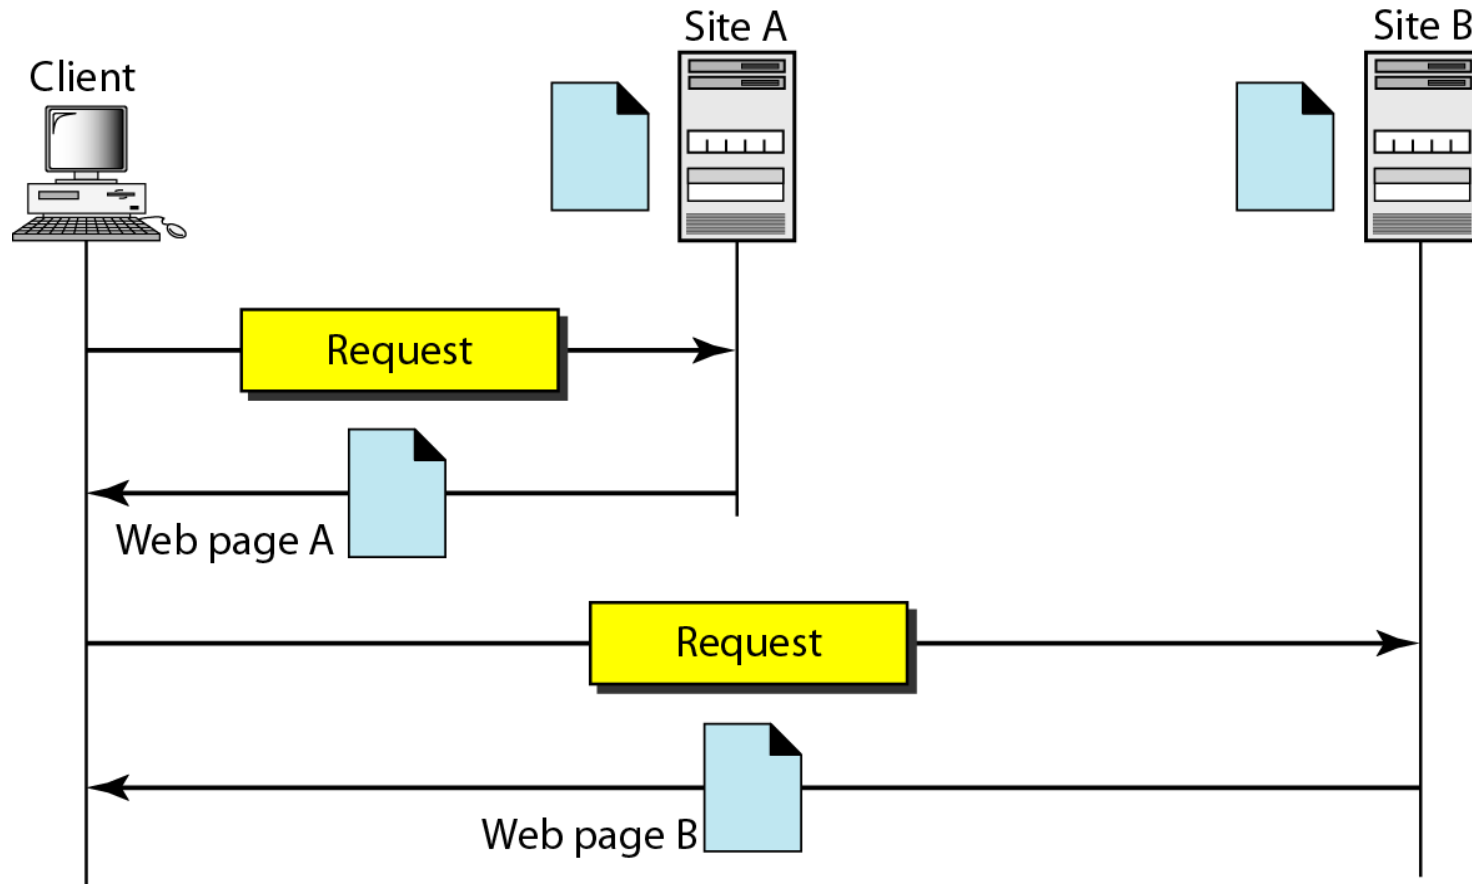 Site A
Site B
Client
Request
Web page A
Request
Web page B